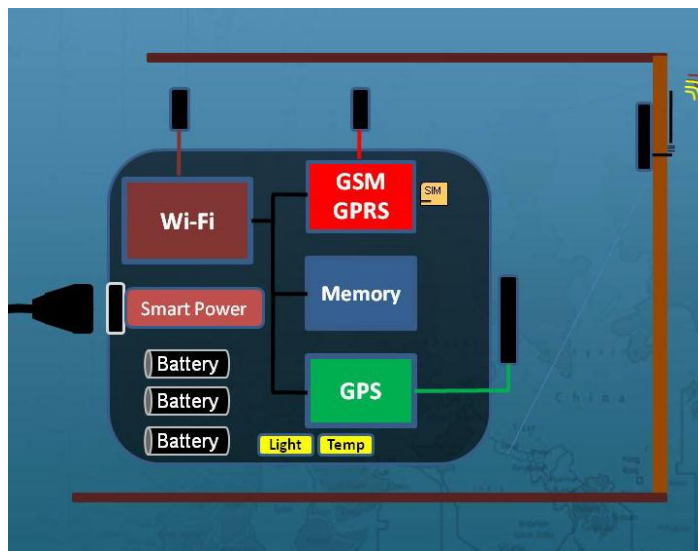 GSM
GPRS
SIM
Wi-Fi
Smart Power
Memory
Battery
Battery
Battery
GPS
Light
Temp
China